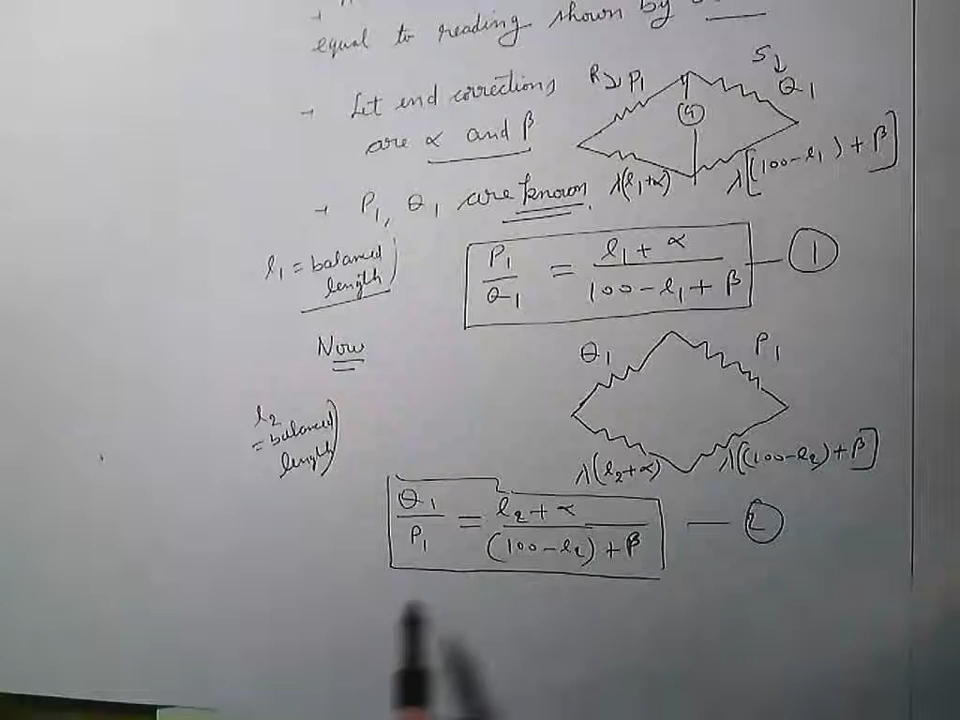 equal to reading shown by
→ Let end corrections
are α and β
R↘ P₁
S↓
Q₁
G
λ(l₁+α)
λ[(100-l₁)+β]
→ P₁, Q₁ are known.
l₁ = balanced
length
P₁/Q₁ = (l₁ + α)/(100 - l₁ + β) — ①
Now
Q₁
P₁
l₂
= balanced
length
λ(l₂+α)
λ[(100-l₂)+β]
Q₁/P₁ = (l₂ + α)/((100-l₂) + β) — ②